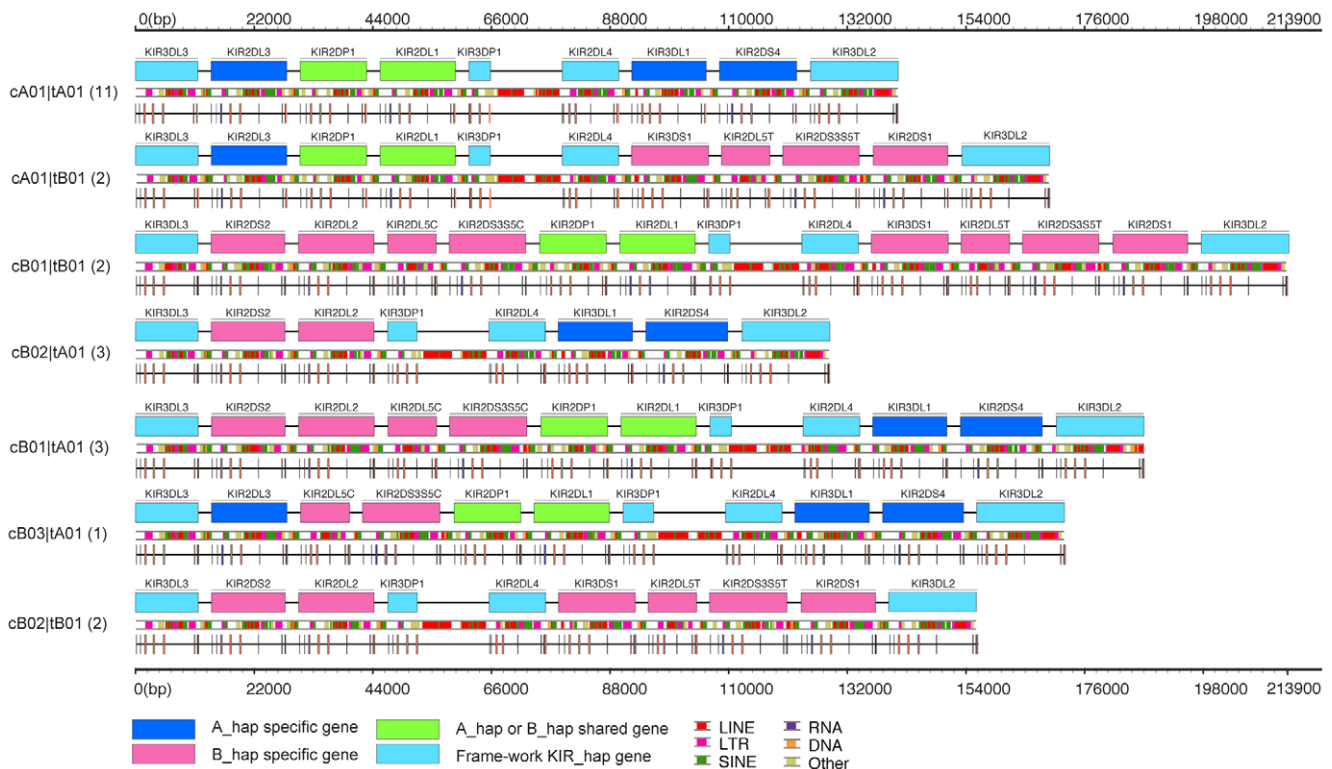 0(bp) 22000 44000 66000 88000 110000 132000 154000 176000 198000 213900
KIR3DL3 KIR2DL3 KIR2DP1 KIR2DL1 KIR3DP1 KIR2DL4 KIR3DL1 KIR2DS4 KIR3DL2
cA01|tA01 (11)
KIR3DL3 KIR2DL3 KIR2DP1 KIR2DL1 KIR3DP1 KIR2DL4 KIR3DS1 KIR2DL5T KIR2DS3S5T KIR2DS1 KIR3DL2
cA01|tB01 (2)
KIR3DL3 KIR2DS2 KIR2DL2 KIR2DL5C KIR2DS3S5C KIR2DP1 KIR2DL1 KIR3DP1 KIR2DL4 KIR3DS1 KIR2DL5T KIR2DS3S5T KIR2DS1 KIR3DL2
cB01|tB01 (2)
KIR3DL3 KIR2DS2 KIR2DL2 KIR3DP1 KIR2DL4 KIR3DL1 KIR2DS4 KIR3DL2
cB02|tA01 (3)
KIR3DL3 KIR2DS2 KIR2DL2 KIR2DL5C KIR2DS3S5C KIR2DP1 KIR2DL1 KIR3DP1 KIR2DL4 KIR3DL1 KIR2DS4 KIR3DL2
cB01|tA01 (3)
KIR3DL3 KIR2DL3 KIR2DL5C KIR2DS3S5C KIR2DP1 KIR2DL1 KIR3DP1 KIR2DL4 KIR3DL1 KIR2DS4 KIR3DL2
cB03|tA01 (1)
KIR3DL3 KIR2DS2 KIR2DL2 KIR3DP1 KIR2DL4 KIR3DS1 KIR2DL5T KIR2DS3S5T KIR2DS1 KIR3DL2
cB02|tB01 (2)
0(bp) 22000 44000 66000 88000 110000 132000 154000 176000 198000 213900
A_hap specific gene A_hap or B_hap shared gene LINE RNA
LTR DNA
B_hap specific gene Frame-work KIR_hap gene SINE Other